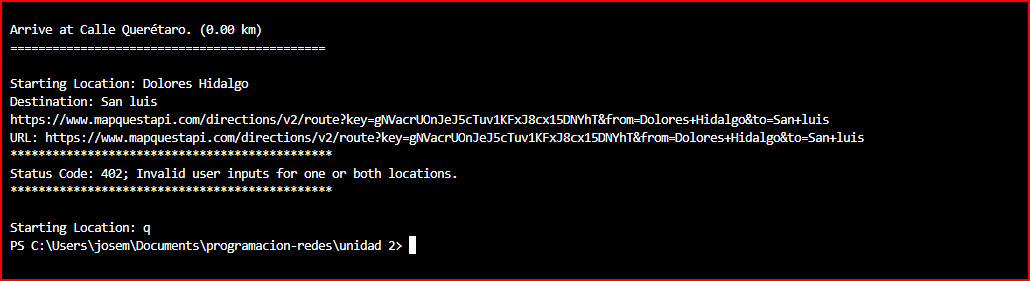 Arrive at Calle Querétaro. (0.00 km)
=============================================
Starting Location: Dolores Hidalgo
Destination: San luis
https://www.mapquestapi.com/directions/v2/route?key=gNVacrUOnJeJ5cTuv1KFxJ8cx15DNYhT&from=Dolores+Hidalgo&to=San+luis
URL: https://www.mapquestapi.com/directions/v2/route?key=gNVacrUOnJeJ5cTuv1KFxJ8cx15DNYhT&from=Dolores+Hidalgo&to=San+luis
**********************************************
Status Code: 402; Invalid user inputs for one or both locations.
**********************************************
Starting Location: q
PS C:\Users\josem\Documents\programacion-redes\unidad 2>